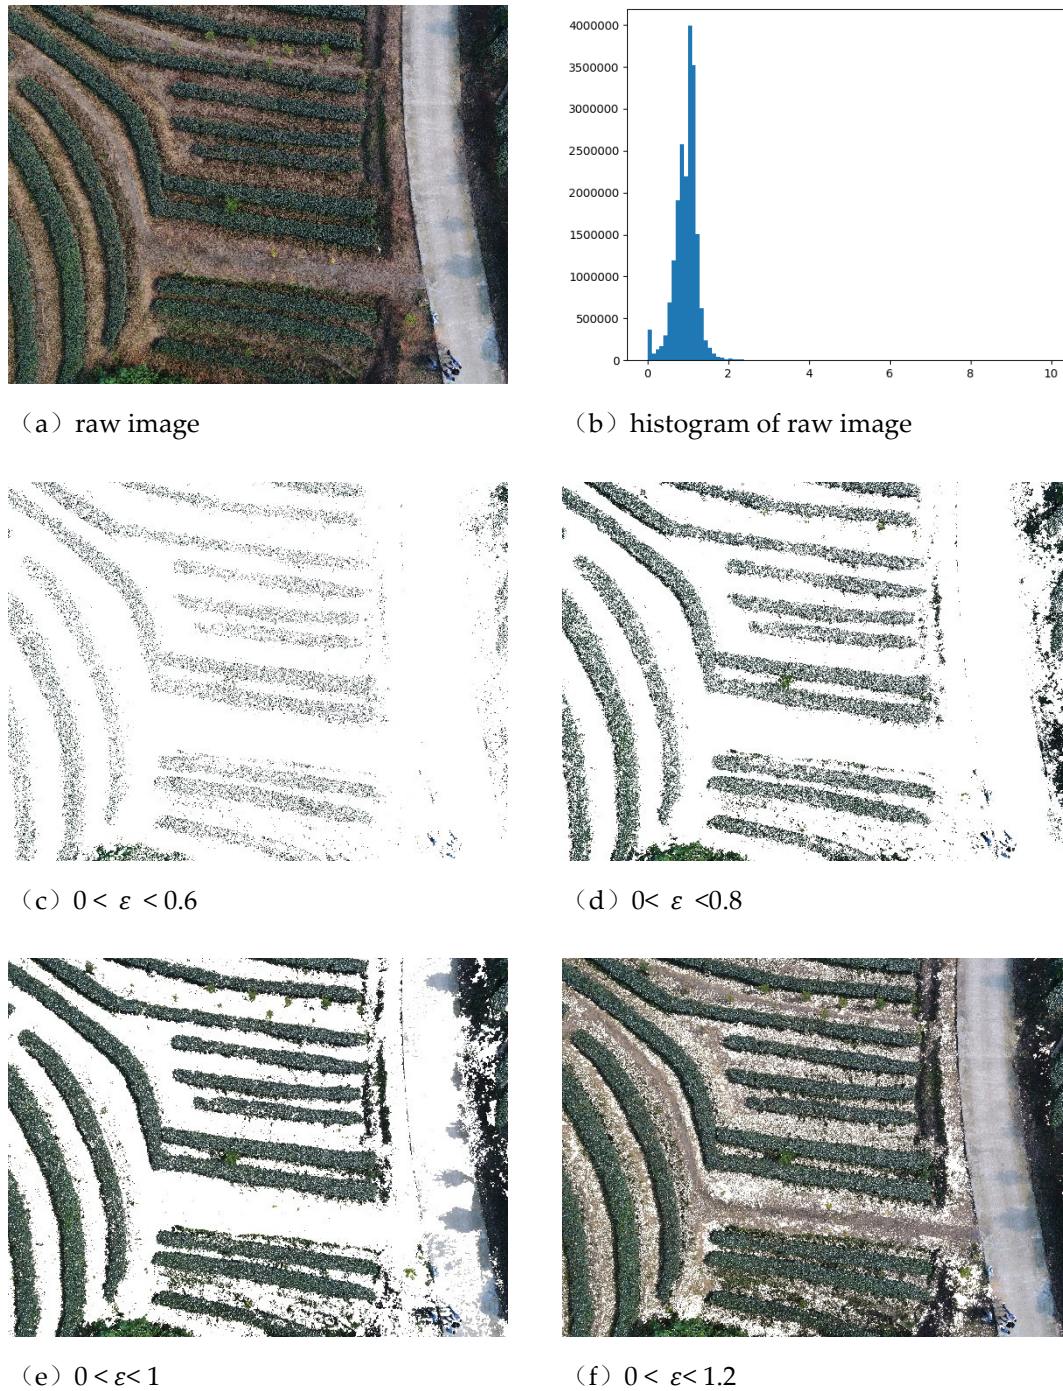 4000000
3500000
3000000
2500000
2000000
1500000
1000000
500000
0
0 2 4 6 8 10
（a）raw image
（b）histogram of raw image
（c）0 < ε < 0.6
（d）0< ε <0.8
（e）0 < ε< 1
（f）0 < ε< 1.2